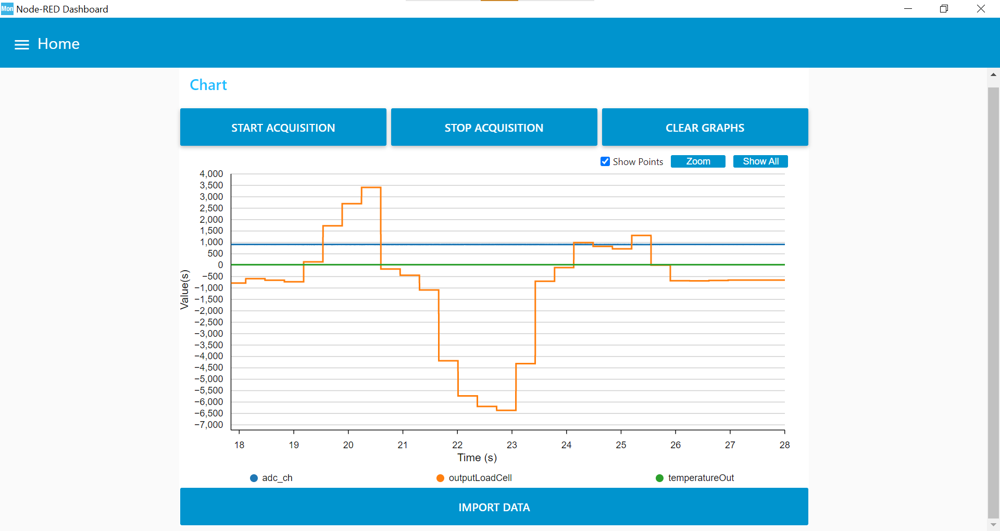 Mon Node-RED Dashboard
Home
Chart
START ACQUISITION STOP ACQUISITION CLEAR GRAPHS
Show Points Zoom Show All
4,000
3,500
3,000
2,500
2,000
1,500
1,000
500
0
−500
−1,000
−1,500
−2,000
−2,500
−3,000
−3,500
−4,000
−4,500
−5,000
−5,500
−6,000
−6,500
−7,000
Value(s)
18 19 20 21 22 23 24 25 26 27 28
Time (s)
adc_ch outputLoadCell temperatureOut
IMPORT DATA